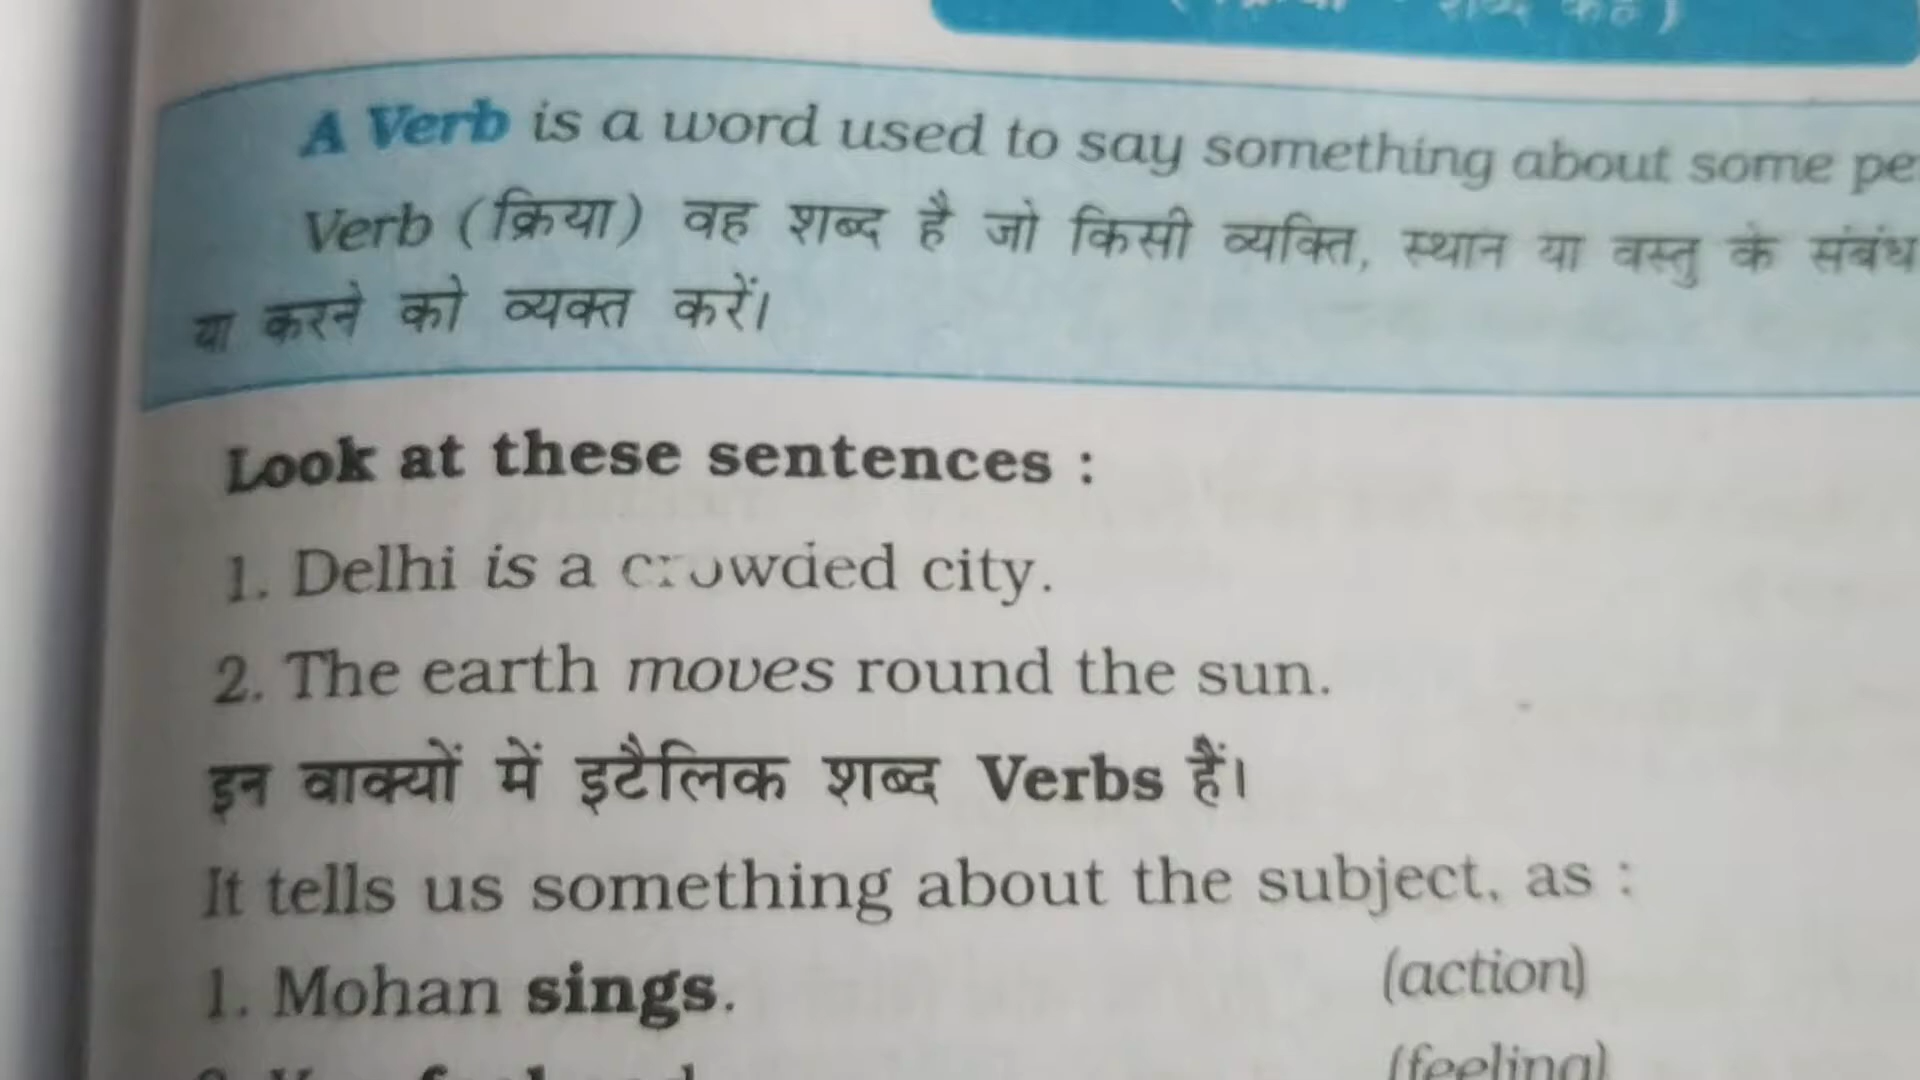 A Verb is a word used to say something about some
Verb (क्रिया) वह शब्द है जो किसी व्यक्ति, स्थान या वस्तु के संबंध
या करने को व्यक्त करें।
Look at these sentences :
1. Delhi is a crowded city.
2. The earth moves round the sun.
इन वाक्यों में इटैलिक शब्द Verbs हैं।
It tells us something about the subject, as :
1. Mohan sings. (action)
(feeling)